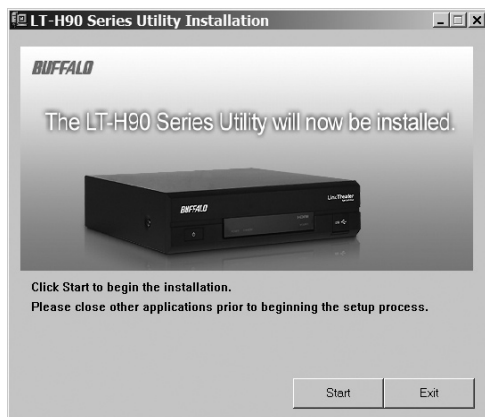 LT-H90 Series Utility Installation
BUFFALO
The LT-H90 Series Utility will now be installed.
BUFFALO
LinkTheater
Click Start to begin the installation.
Please close other applications prior to beginning the setup process.
Start
Exit